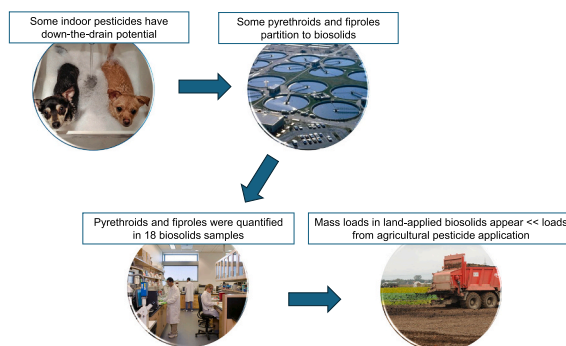 Some indoor pesticides have
down-the-drain potential
Some pyrethroids and fiproles
partition to biosolids
Pyrethroids and fiproles were quantified
in 18 biosolids samples
Mass loads in land-applied biosolids appear << loads
from agricultural pesticide application